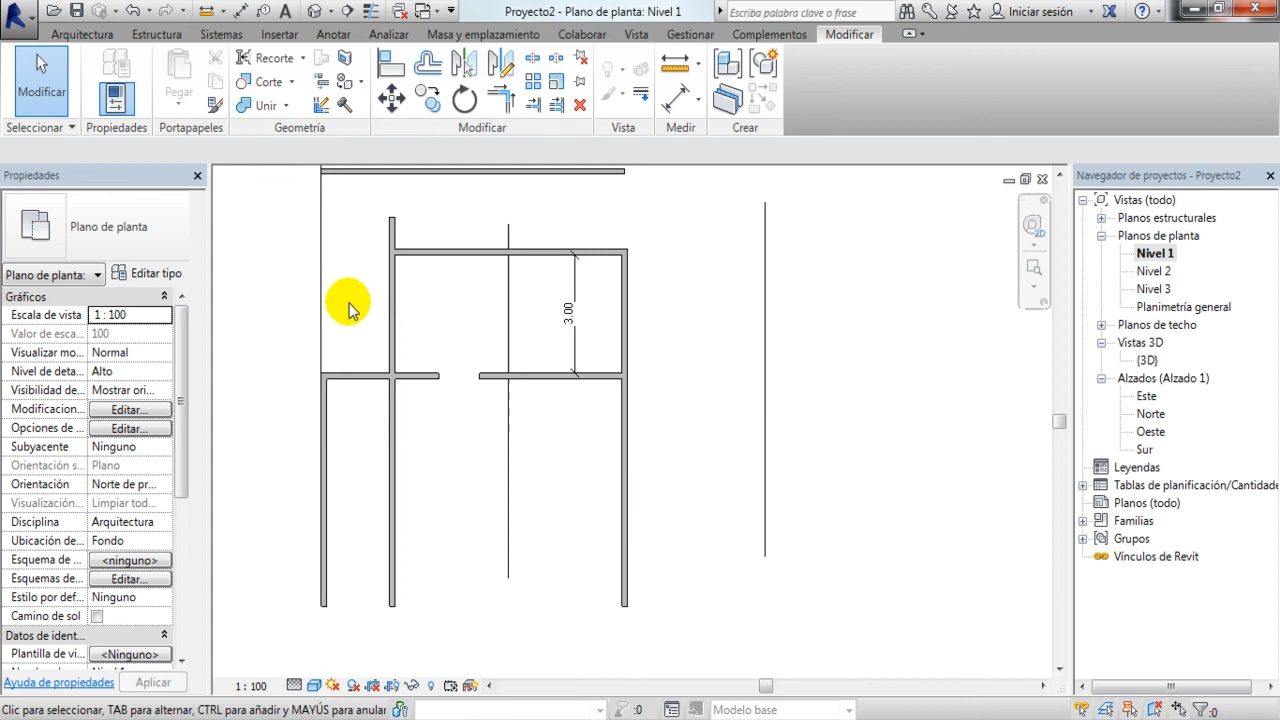 Proyecto2 - Plano de planta: Nivel 1
Escriba palabra clave o frase
Iniciar sesión
Arquitectura
Estructura
Sistemas
Insertar
Anotar
Analizar
Masa y emplazamiento
Colaborar
Vista
Gestionar
Complementos
Modificar
Modificar
Pegar
Recorte
Corte
Unir
Seleccionar
Propiedades
Portapapeles
Geometría
Modificar
Vista
Medir
Crear
Propiedades
Plano de planta
Plano de planta:
Editar tipo
Gráficos
Escala de vista 1 : 100
Valor de esca... 100
Visualizar mo... Normal
Nivel de deta... Alto
Visibilidad de... Mostrar ori...
Modificacion... Editar...
Opciones de ... Editar...
Subyacente Ninguno
Orientación s... Plano
Orientación Norte de pr...
Visualización... Limpiar tod...
Disciplina Arquitectura
Ubicación de... Fondo
Esquema de ... <ninguno>
Esquemas de... Editar...
Estilo por def... Ninguno
Camino de sol
Datos de ident...
Plantilla de vi... <Ninguno>
Ayuda de propiedades
Aplicar
3.00
2D
Navegador de proyectos - Proyecto2
Vistas (todo)
Planos estructurales
Planos de planta
Nivel 1
Nivel 2
Nivel 3
Planimetría general
Planos de techo
Vistas 3D
{3D}
Alzados (Alzado 1)
Este
Norte
Oeste
Sur
Leyendas
Tablas de planificación/Cantidade
Planos (todo)
Familias
Grupos
Vínculos de Revit
1 : 100
Clic para seleccionar, TAB para alternar, CTRL para añadir y MAYÚS para anular
:0
Modelo base
:0